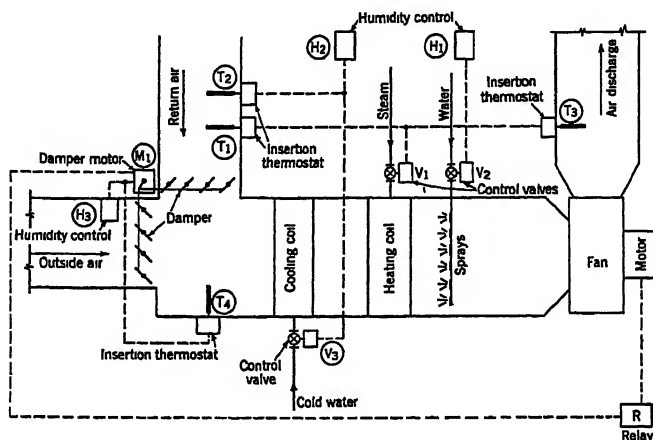 Humidity control
H2
H1
T2
T1
Return air
Steam
Water
Insertion
thermostat
T3
Air discharge
Insertion
thermostat
Damper motor
M1
V1
V2
Control valves
H3
Damper
Humidity control
Outside air
Cooling coil
Heating coil
Sprays
Fan
Motor
T4
Insertion thermostat
Control
valve
V3
Cold water
R
Relay